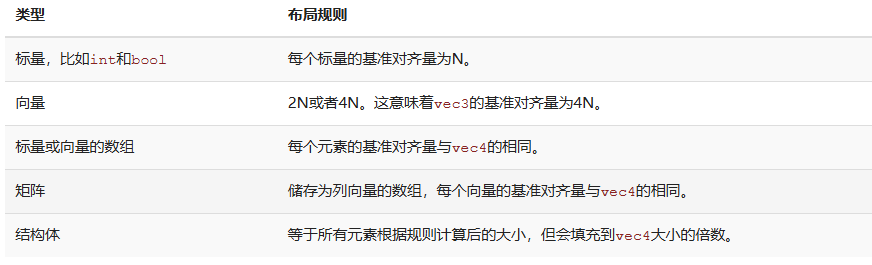 类型 布局规则
标量，比如int和bool 每个标量的基准对齐量为N。
向量 2N或者4N。这意味着vec3的基准对齐量为4N。
标量或向量的数组 每个元素的基准对齐量与vec4的相同。
矩阵 储存为列向量的数组，每个向量的基准对齐量与vec4的相同。
结构体 等于所有元素根据规则计算后的大小，但会填充到vec4大小的倍数。